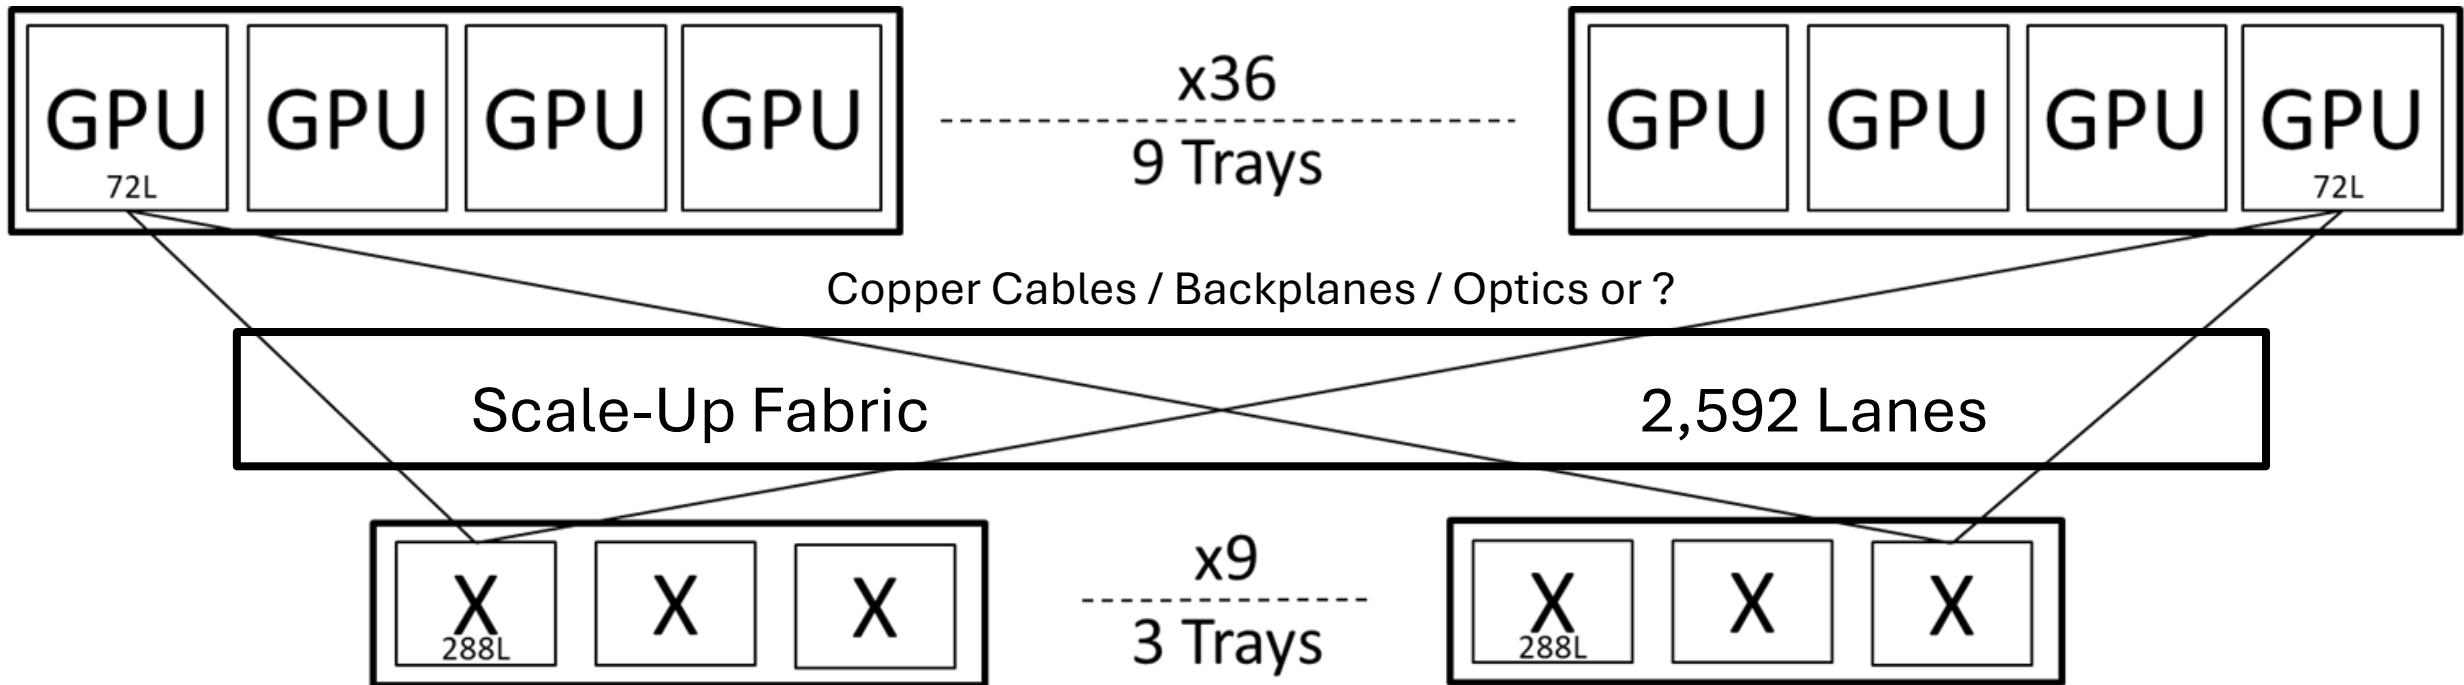 GPU GPU GPU GPU
72L
x36
9 Trays
GPU GPU GPU GPU
72L
Copper Cables / Backplanes / Optics or ?
Scale-Up Fabric
2,592 Lanes
X X X
288L
x9
3 Trays
X X X
288L